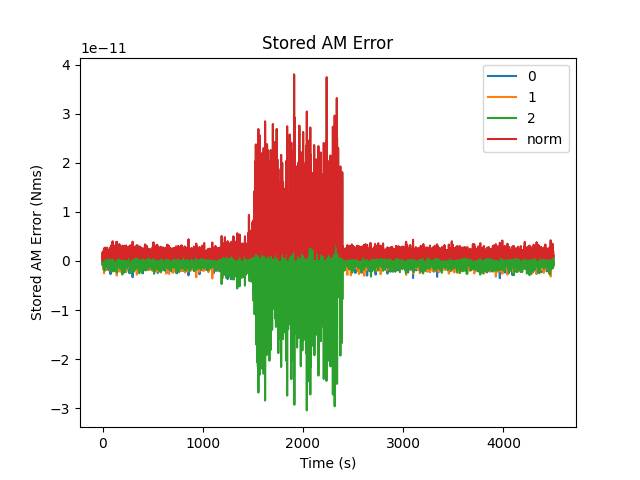 Stored AM Error
1e−11
4
3
2
1
0
−1
−2
−3
Stored AM Error (Nms)
0
1
2
norm
0 1000 2000 3000 4000
Time (s)